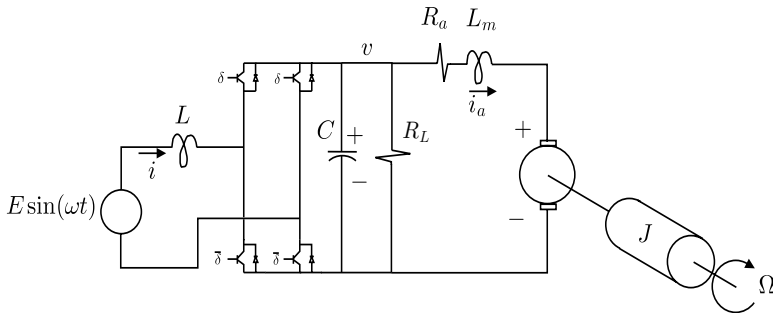 R_a L_m
v
δ δ
i_a
L
C + R_L
−
i
+
E sin(ωt)
−
J
δ̅ δ̅
Ω